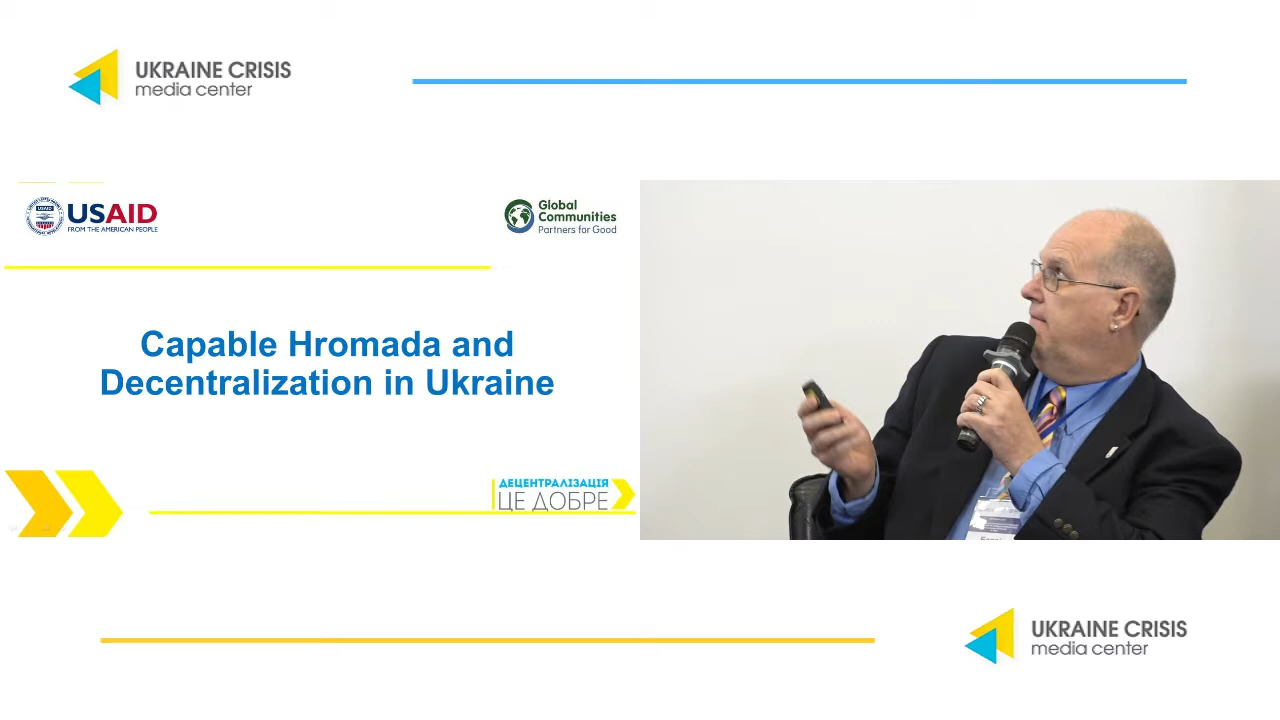 UKRAINE CRISIS
media center
USAID
USAID
FROM THE AMERICAN PEOPLE
Global
Communities
Partners for Good
Capable Hromada and
Decentralization in Ukraine
ДЕЦЕНТРАЛІЗАЦІЯ
ЦЕ ДОБРЕ
UKRAINE CRISIS
media center